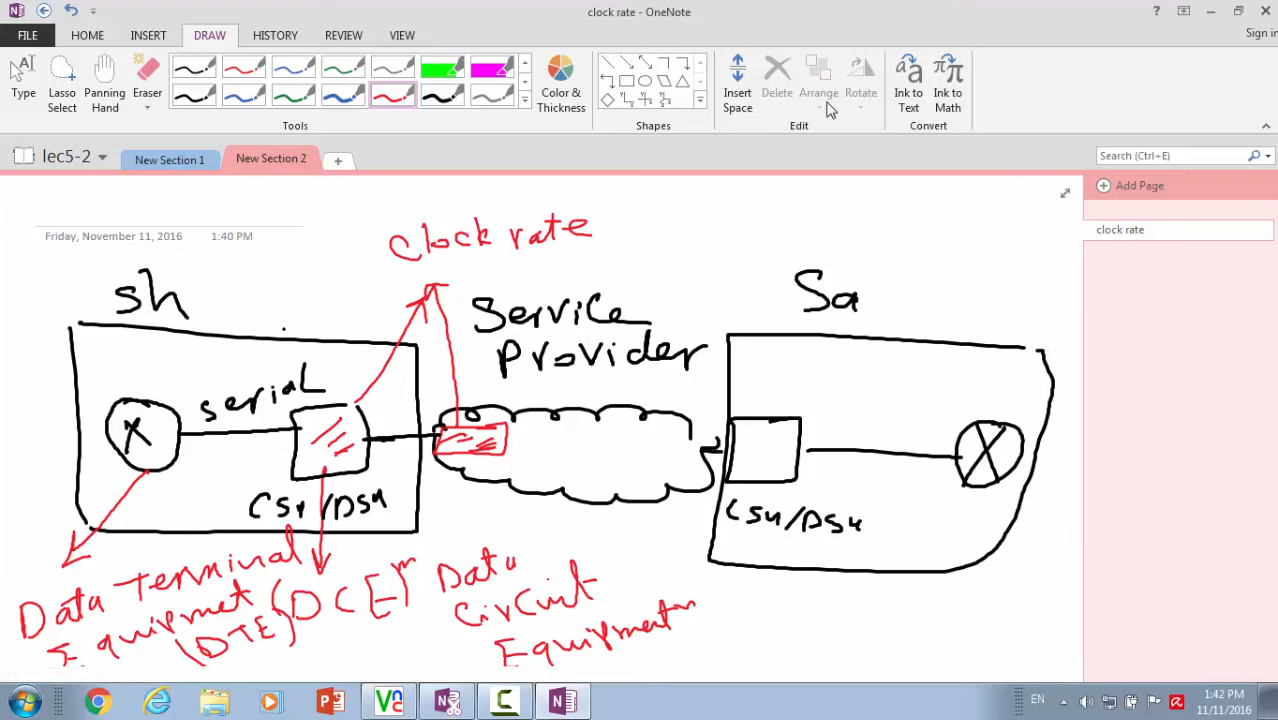 clock rate - OneNote
? 
Sign in
FILE HOME INSERT DRAW HISTORY REVIEW VIEW
Type
Lasso Select
Panning Hand
Eraser
Color & Thickness
Insert Space
Delete
Arrange
Rotate
Ink to Text
Ink to Math
Tools
Shapes
Edit
Convert
lec5-2
New Section 1
New Section 2
Search (Ctrl+E)
Add Page
clock rate
Friday, November 11, 2016 1:40 PM
Clock rate
Sh
Service
Provider
Sa
serial
CSU/DSU
CSU/DSU
Data Terminal
Equipmet
(DTE)
(DCE)
Data
Circuit
Equipment
EN
1:42 PM
11/11/2016